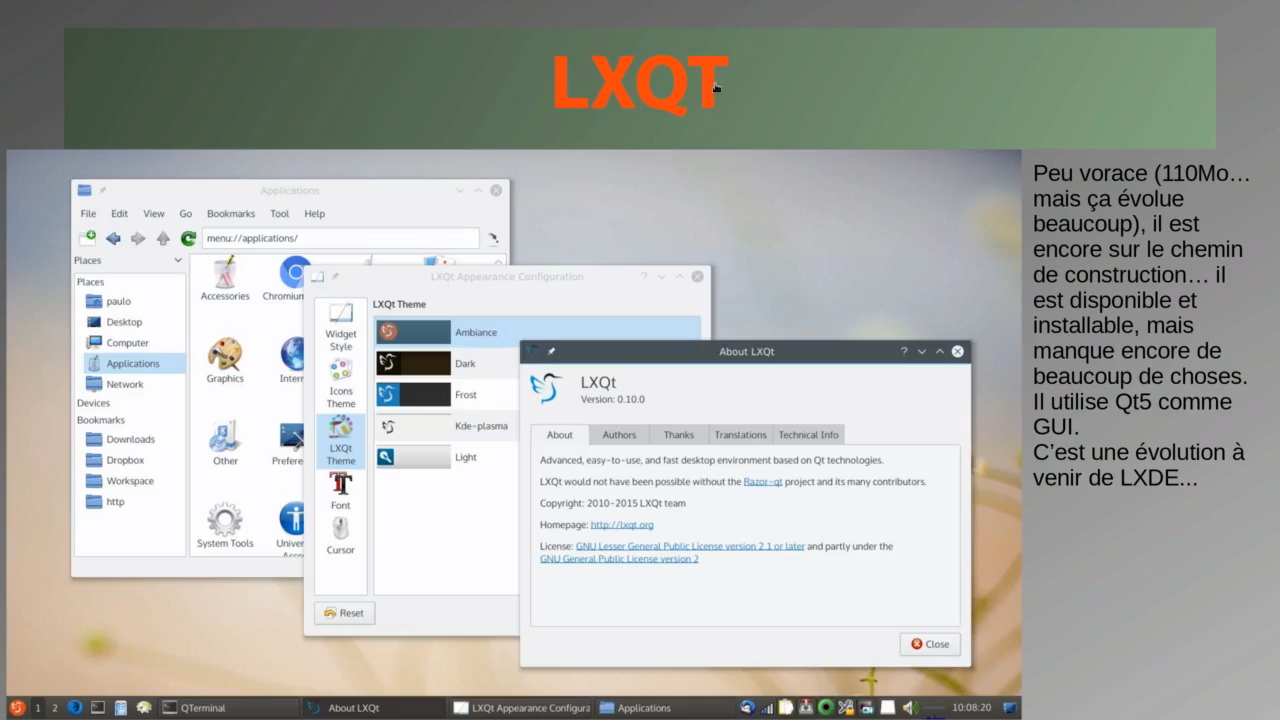 LXQT
Applications
File Edit View Go Bookmarks Tool Help
menu://applications/
Places
Places
paulo
Desktop
Computer
Applications
Network
Devices
Bookmarks
Downloads
Dropbox
Workspace
http
Accessories
Graphics
Other
System Tools
LXQt Appearance Configuration
Widget
Style
Icons
Theme
LXQt
Theme
Font
Cursor
LXQt Theme
Ambiance
Dark
Frost
Kde-plasma
Light
Reset
About LXQt
LXQt
Version: 0.10.0
About Authors Thanks Translations Technical Info
Advanced, easy-to-use, and fast desktop environment based on Qt technologies.
LXQt would not have been possible without the Razor-qt project and its many contributors.
Copyright: 2010-2015 LXQt team
Homepage: http://lxqt.org
License: GNU Lesser General Public License version 2.1 or later and partly under the
GNU General Public License version 2
Close
1 2 QTerminal About LXQt LXQt Appearance Configura Applications 10:08:20
Peu vorace (110Mo…
mais ça évolue
beaucoup), il est
encore sur le chemin
de construction… il
est disponible et
installable, mais
manque encore de
beaucoup de choses.
Il utilise Qt5 comme
GUI.
C’est une évolution à
venir de LXDE...